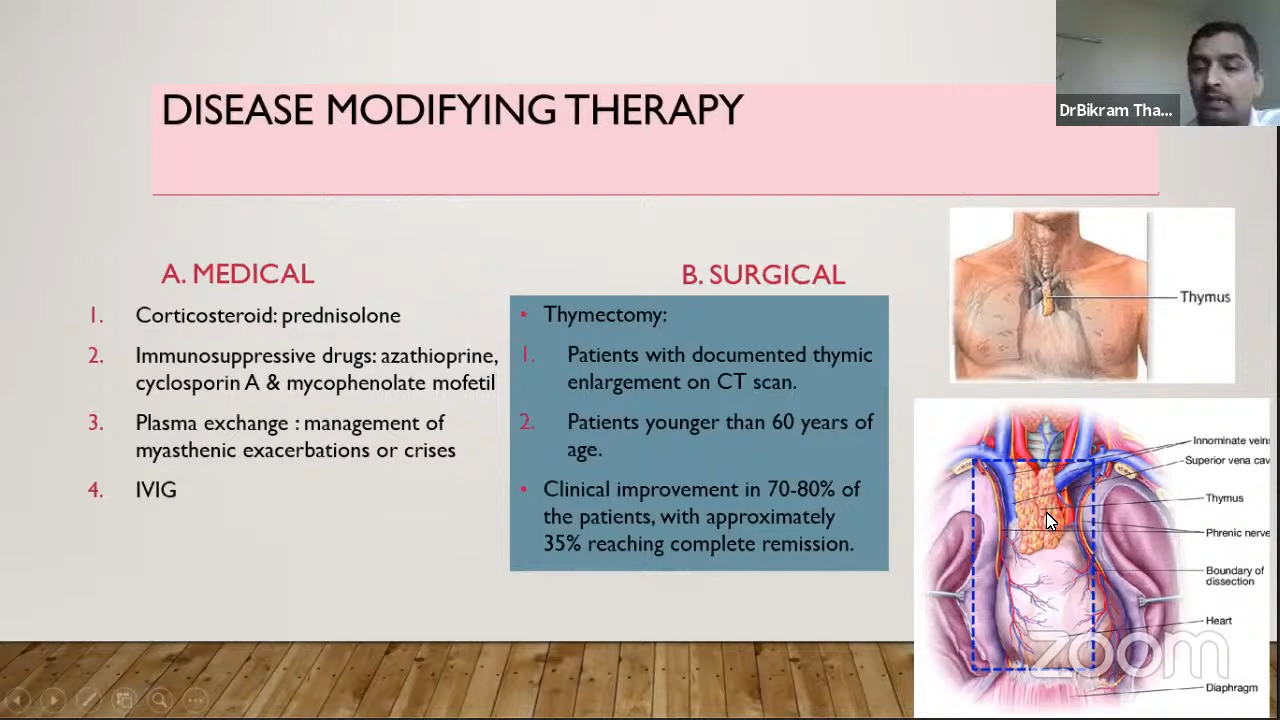 DISEASE MODIFYING THERAPY
DrBikram Tha...
A. MEDICAL
1. Corticosteroid: prednisolone
2. Immunosuppressive drugs: azathioprine,
cyclosporin A & mycophenolate mofetil
3. Plasma exchange : management of
myasthenic exacerbations or crises
4. IVIG
B. SURGICAL
• Thymectomy:
1. Patients with documented thymic
enlargement on CT scan.
2. Patients younger than 60 years of
age.
• Clinical improvement in 70-80% of
the patients, with approximately
35% reaching complete remission.
Thymus
Innominate veins
Superior vena cav
Thymus
Phrenic nerve
Boundary of
dissection
Heart
Diaphragm
zoom